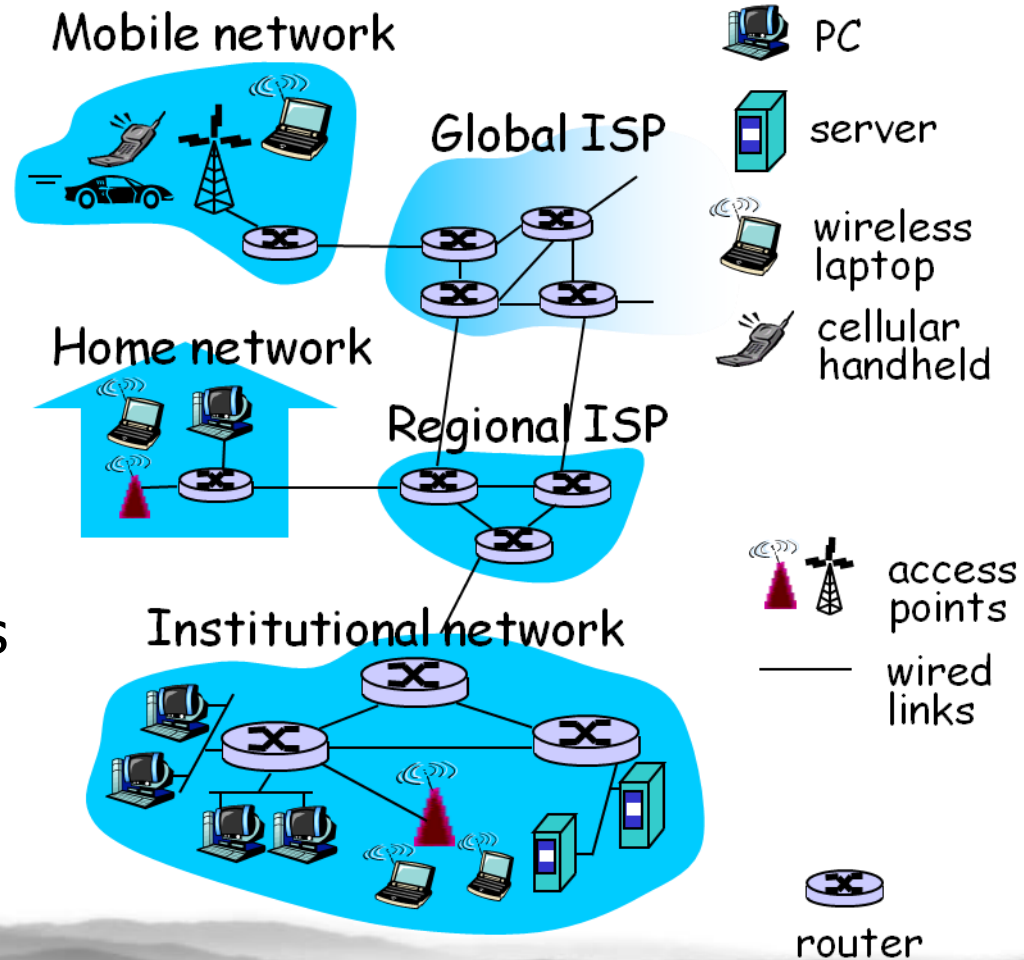 Mobile network
PC
Global ISP
server
wireless
laptop
Home network
cellular
handheld
Regional ISP
access
points
s
Institutional network
wired
links
router